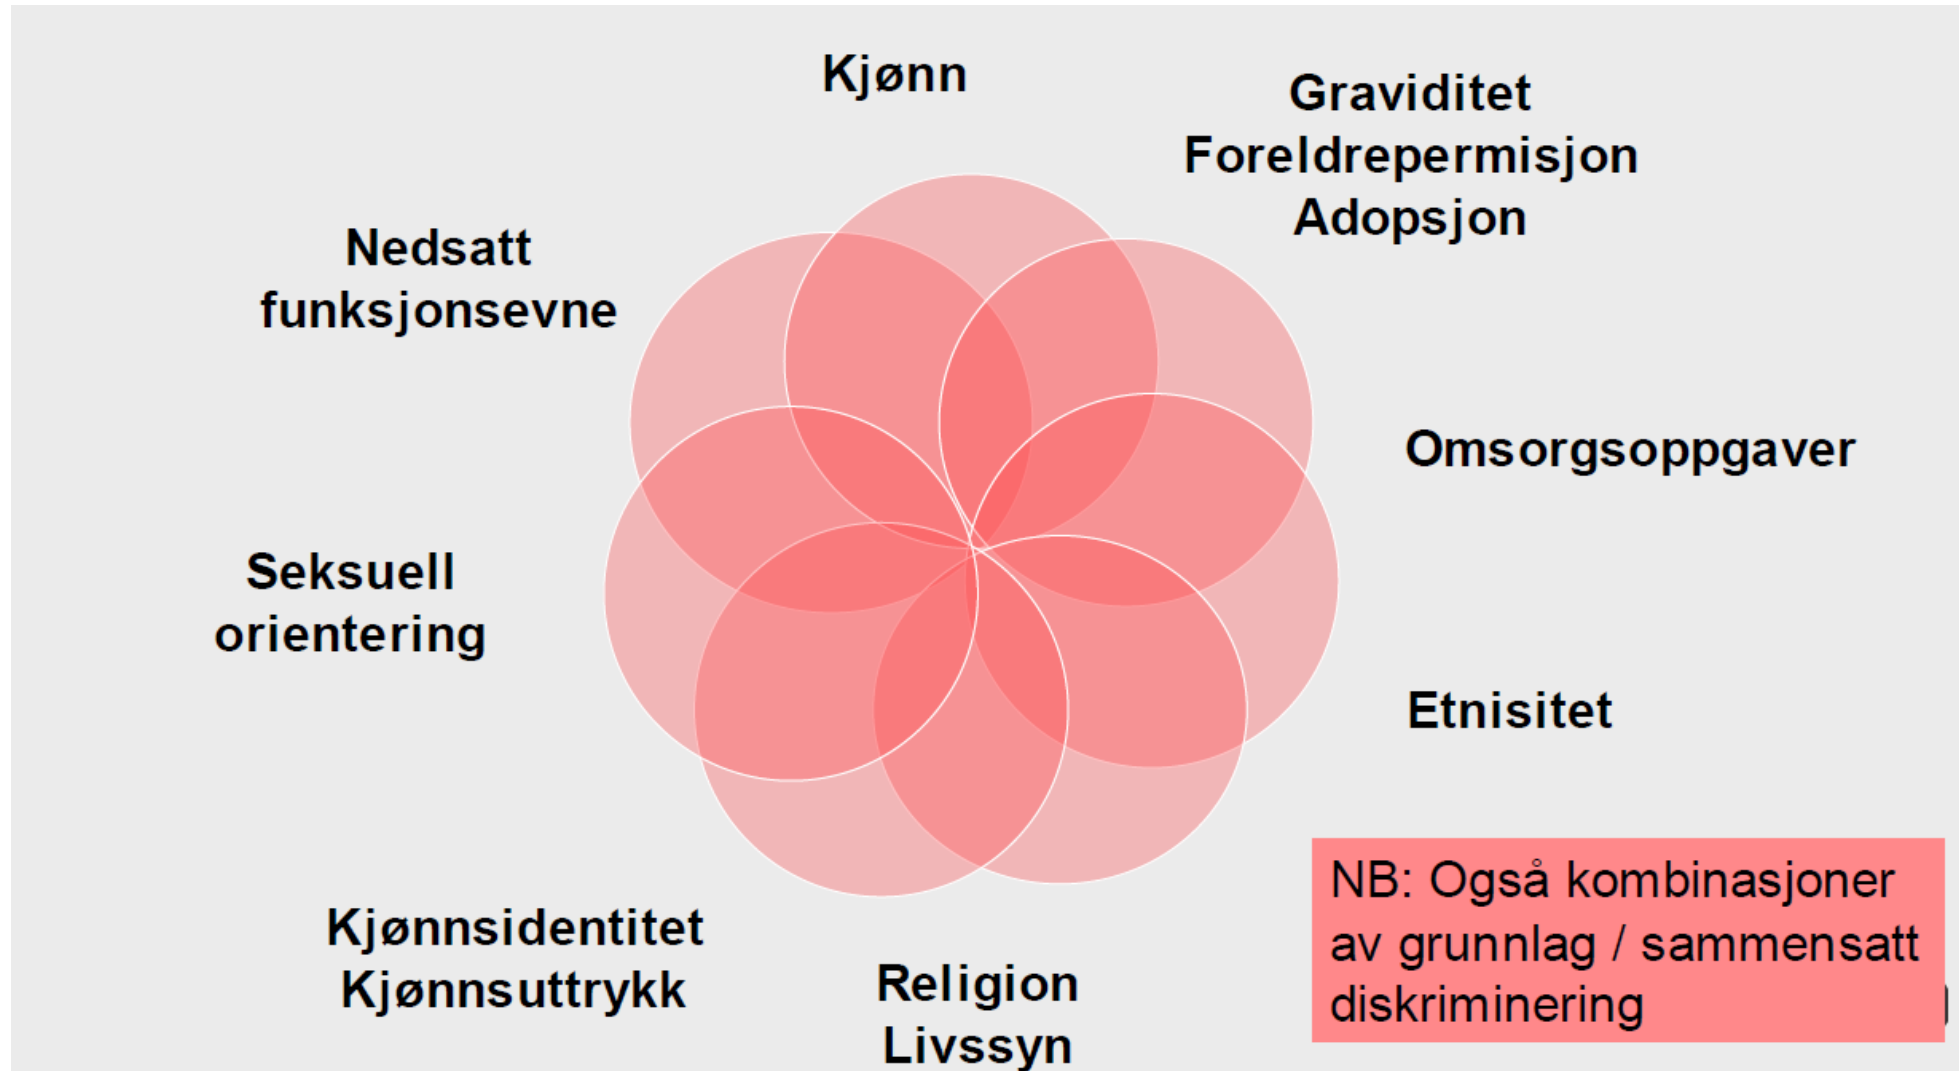 Kjønn
Graviditet
Foreldrepermisjon
Adopsjon
Nedsatt
funksjonsevne
Omsorgsoppgaver
Seksuell
orientering
Etnisitet
Kjønnsidentitet
Kjønnsuttrykk
Religion
Livssyn
NB: Også kombinasjoner
av grunnlag / sammensatt
diskriminering